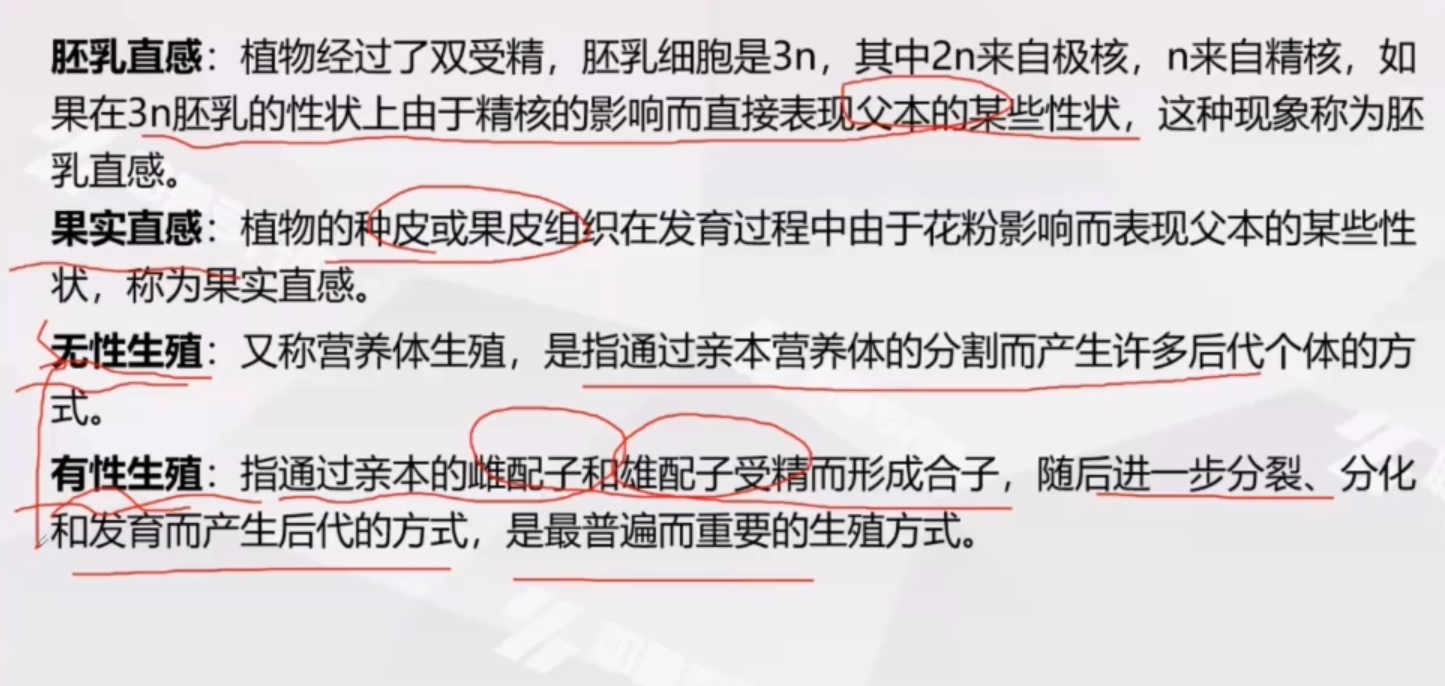 胚乳直感：植物经过了双受精，胚乳细胞是3n，其中2n来自极核，n来自精核，如
果在3n胚乳的性状上由于精核的影响而直接表现父本的某些性状，这种现象称为胚
乳直感。
果实直感：植物的种皮或果皮组织在发育过程中由于花粉影响而表现父本的某些性
状，称为果实直感。
无性生殖：又称营养体生殖，是指通过亲本营养体的分割而产生许多后代个体的方
式。
有性生殖：指通过亲本的雌配子和雄配子受精而形成合子，随后进一步分裂、分化
和发育而产生后代的方式，是最普遍而重要的生殖方式。